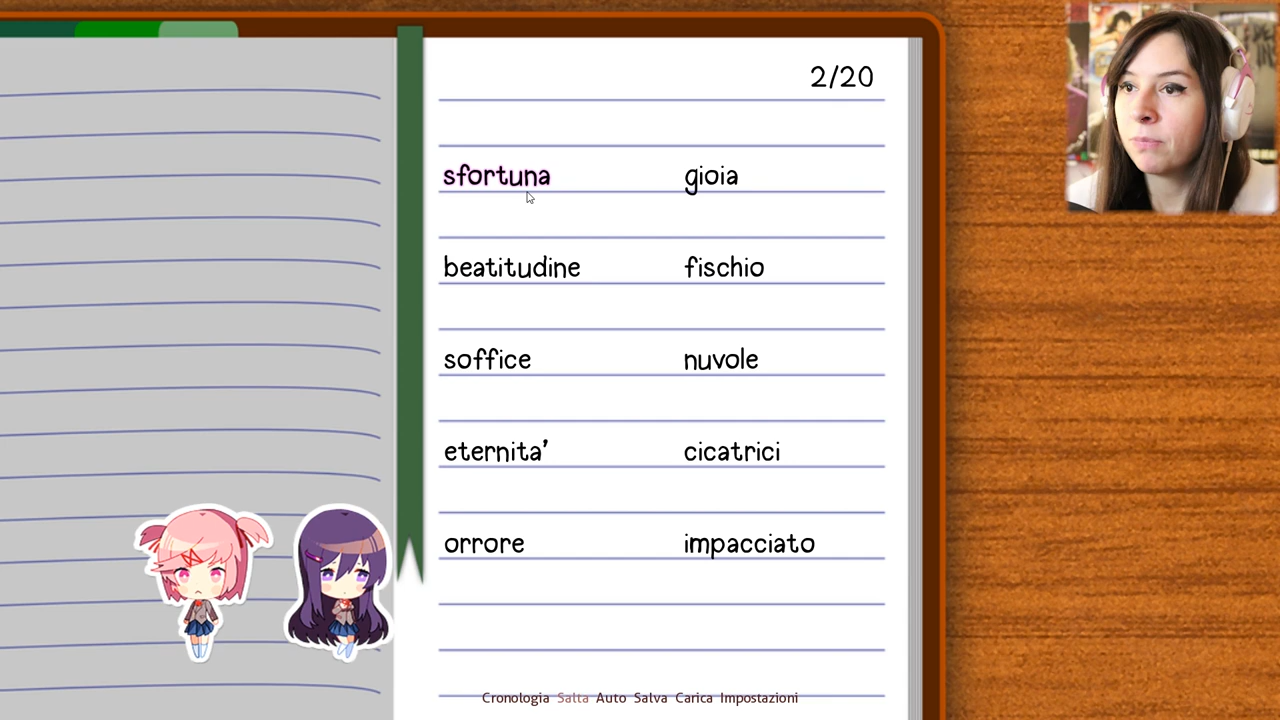 2/20
sfortuna gioia
beatitudine fischio
soffice nuvole
eternita' cicatrici
orrore impacciato
Cronologia Salta Auto Salva Carica Impostazioni